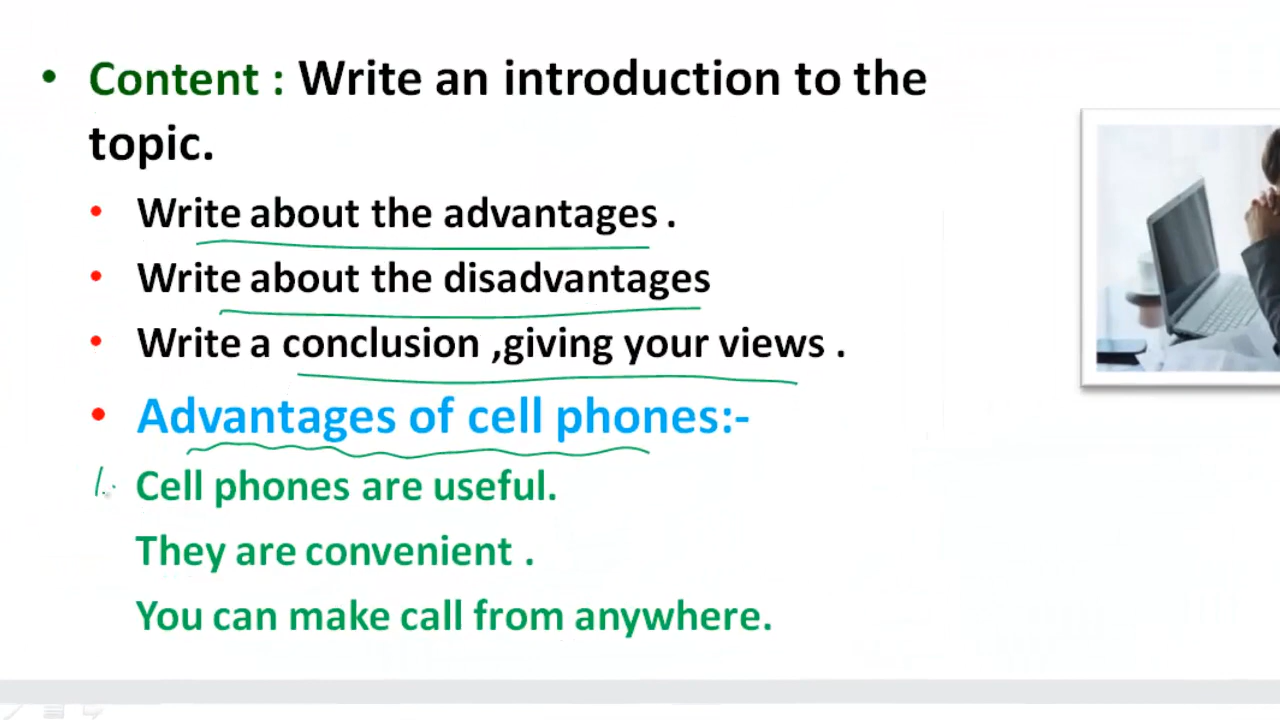 • Content : Write an introduction to the
topic.
• Write about the advantages .
• Write about the disadvantages
• Write a conclusion ,giving your views .
• Advantages of cell phones:-
1. Cell phones are useful.
They are convenient .
You can make call from anywhere.